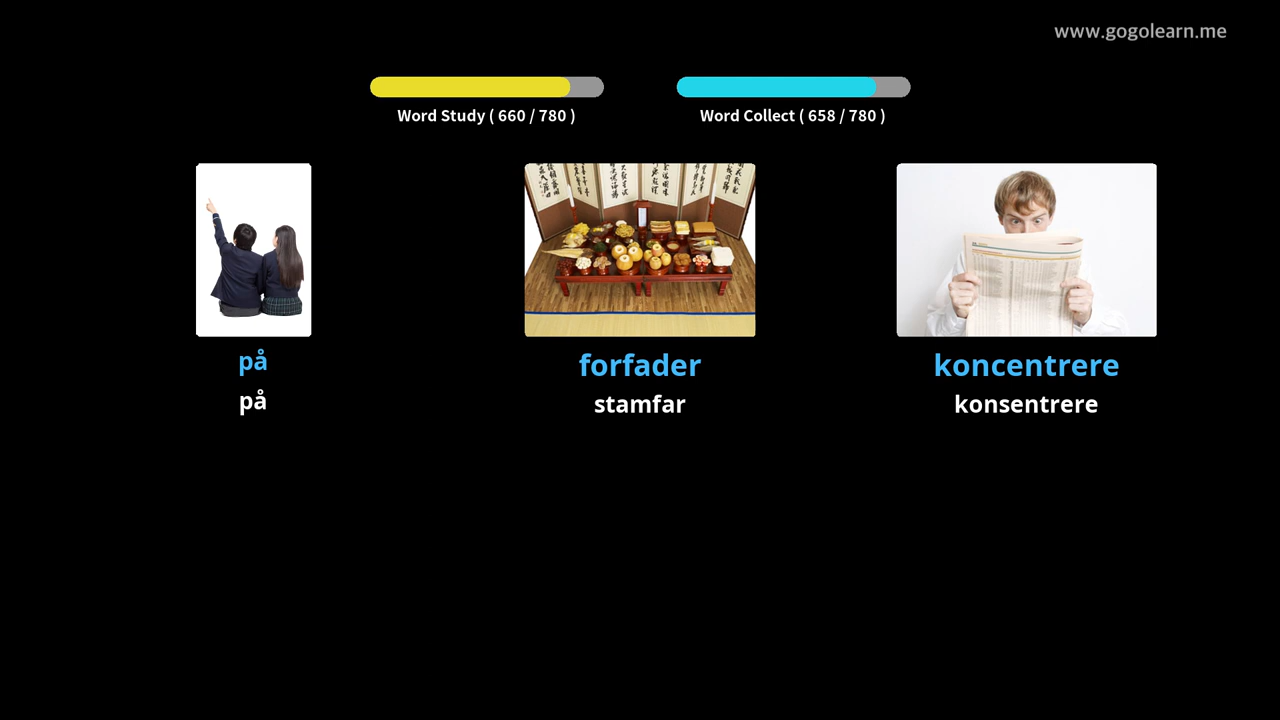 www.gogolearn.me
Word Study ( 660 / 780 )
Word Collect ( 658 / 780 )
på
på
forfader
stamfar
koncentrere
konsentrere